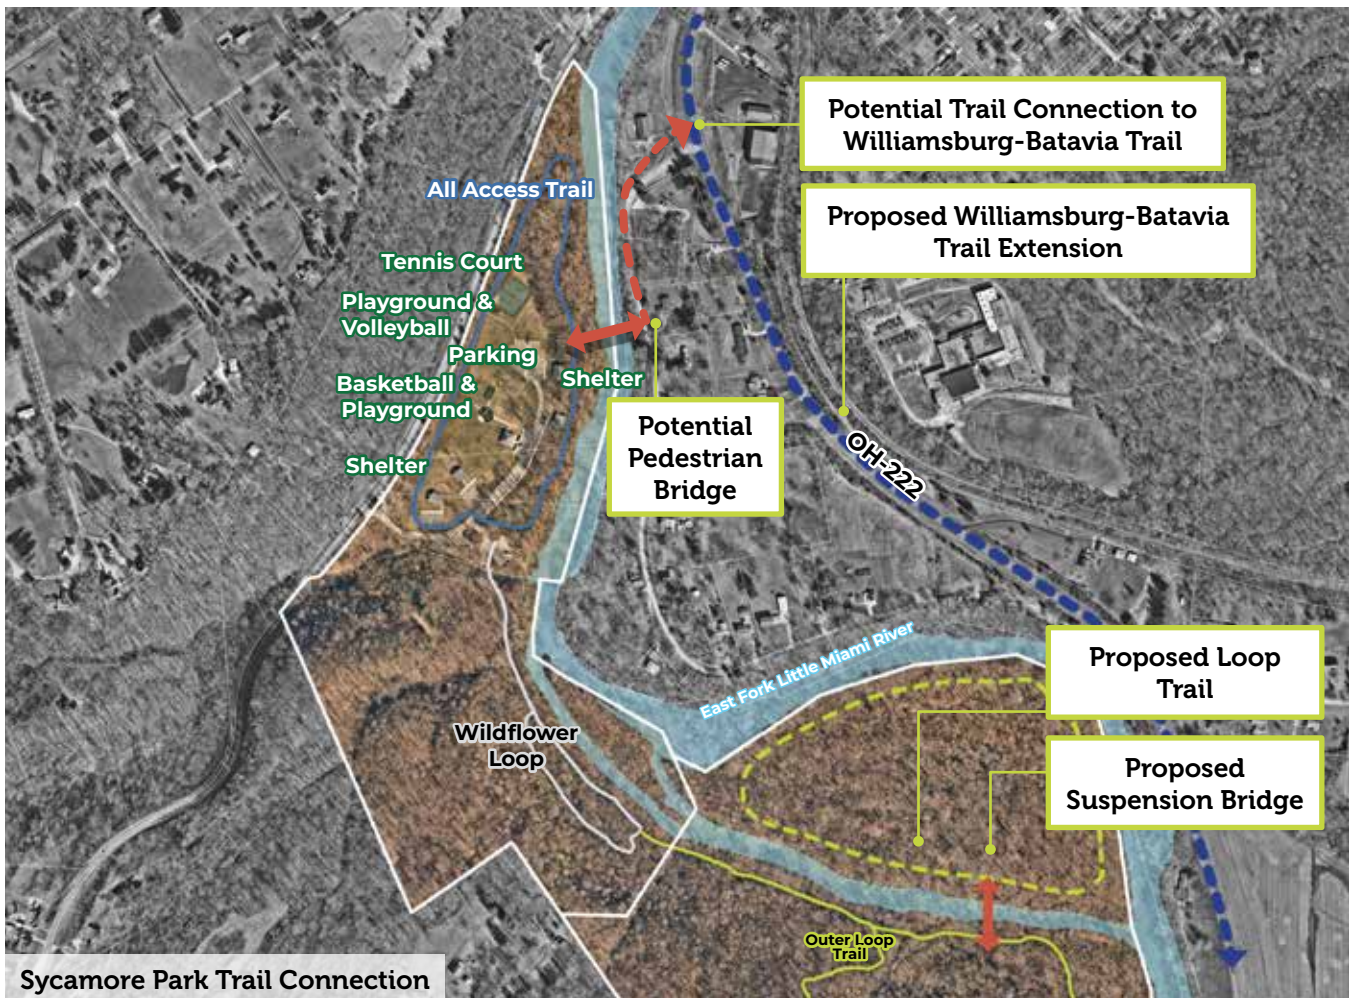 Potential Trail Connection to
Williamsburg-Batavia Trail
All Access Trail
Proposed Williamsburg-Batavia
Trail Extension
Tennis Court
Playground &
Volleyball
Parking
Shelter
Basketball &
Playground
Potential
Pedestrian
Bridge
OH-222
Shelter
East Fork Little Miami River
Proposed Loop
Trail
Wildflower
Loop
Proposed
Suspension Bridge
Outer Loop
Trail
Sycamore Park Trail Connection